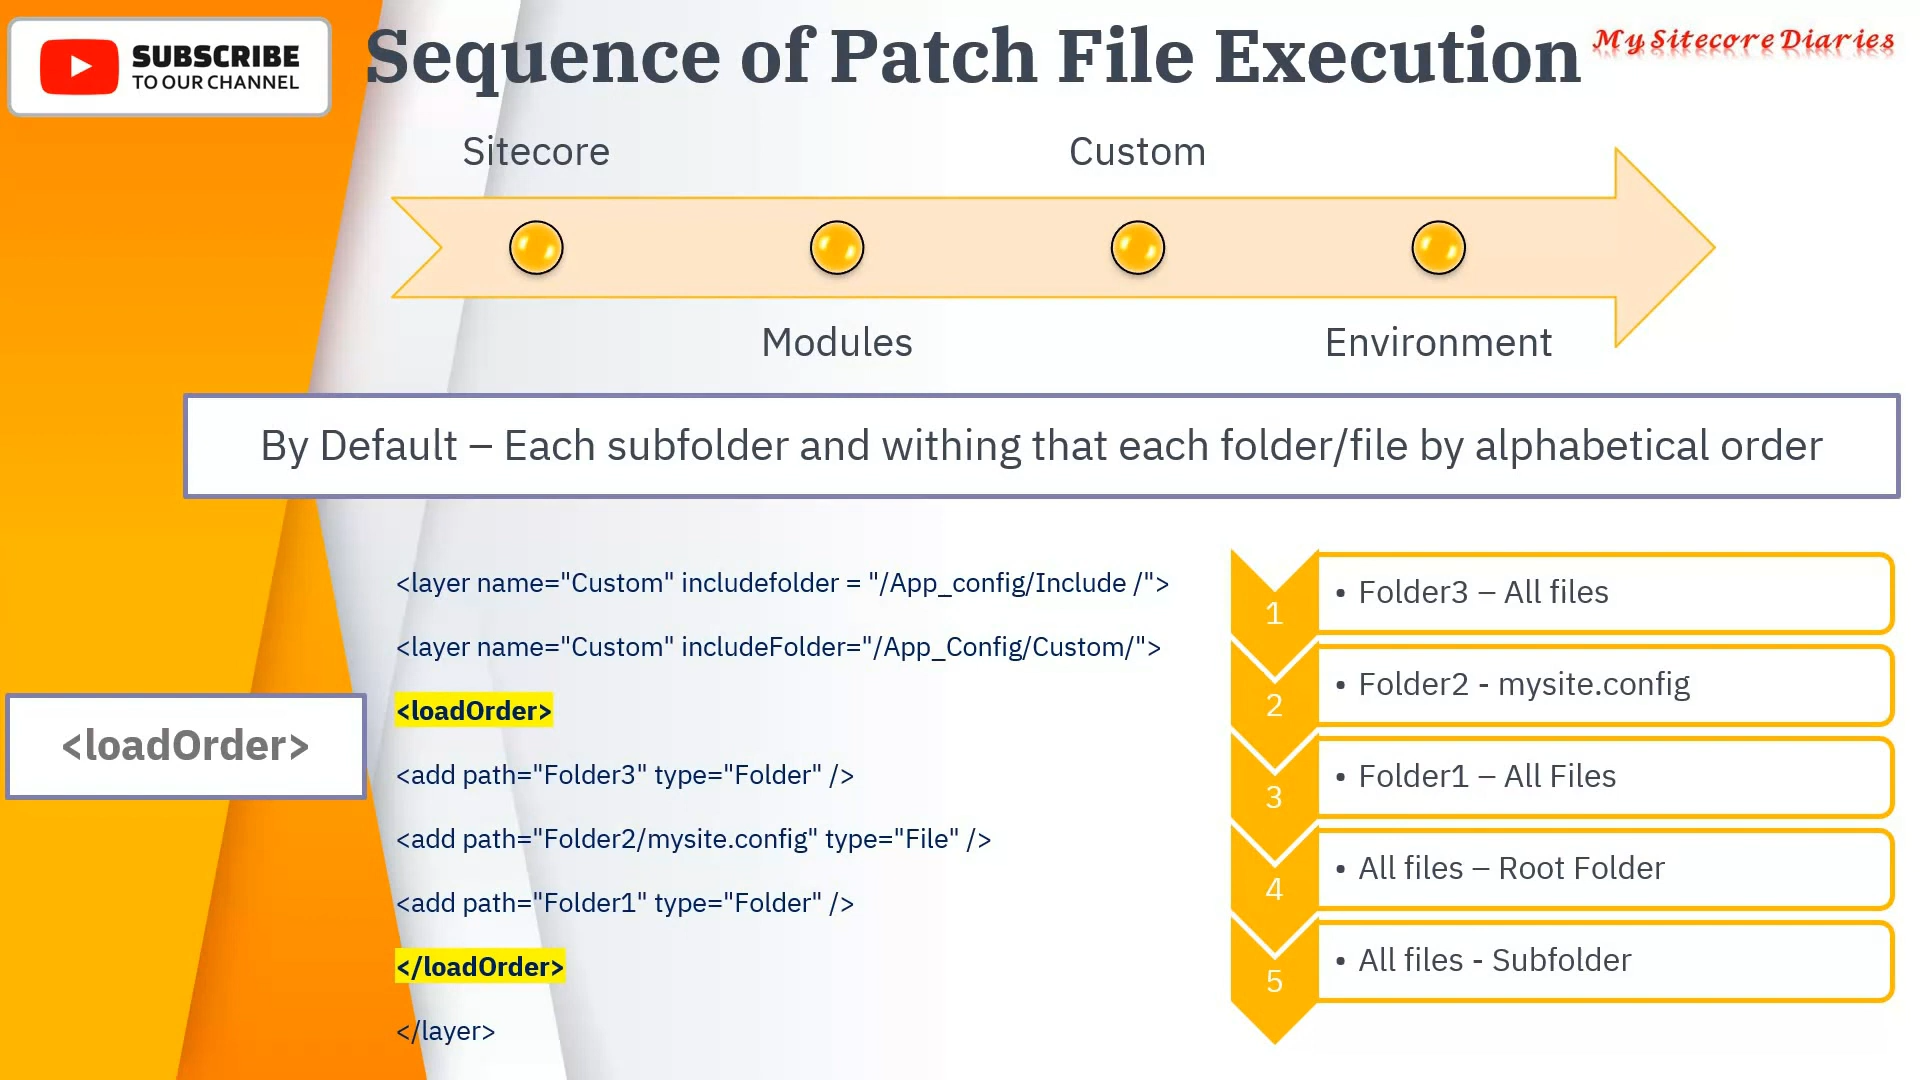 SUBSCRIBE
TO OUR CHANNEL
Sequence of Patch File Execution
My Sitecore Diaries
Sitecore
Custom
Modules
Environment
By Default – Each subfolder and withing that each folder/file by alphabetical order
<loadOrder>
<layer name="Custom" includefolder = "/App_config/Include /">
<layer name="Custom" includeFolder="/App_Config/Custom/">
<loadOrder>
<add path="Folder3" type="Folder" />
<add path="Folder2/mysite.config" type="File" />
<add path="Folder1" type="Folder" />
</loadOrder>
</layer>
1
• Folder3 – All files
2
• Folder2 - mysite.config
3
• Folder1 – All Files
4
• All files – Root Folder
5
• All files - Subfolder